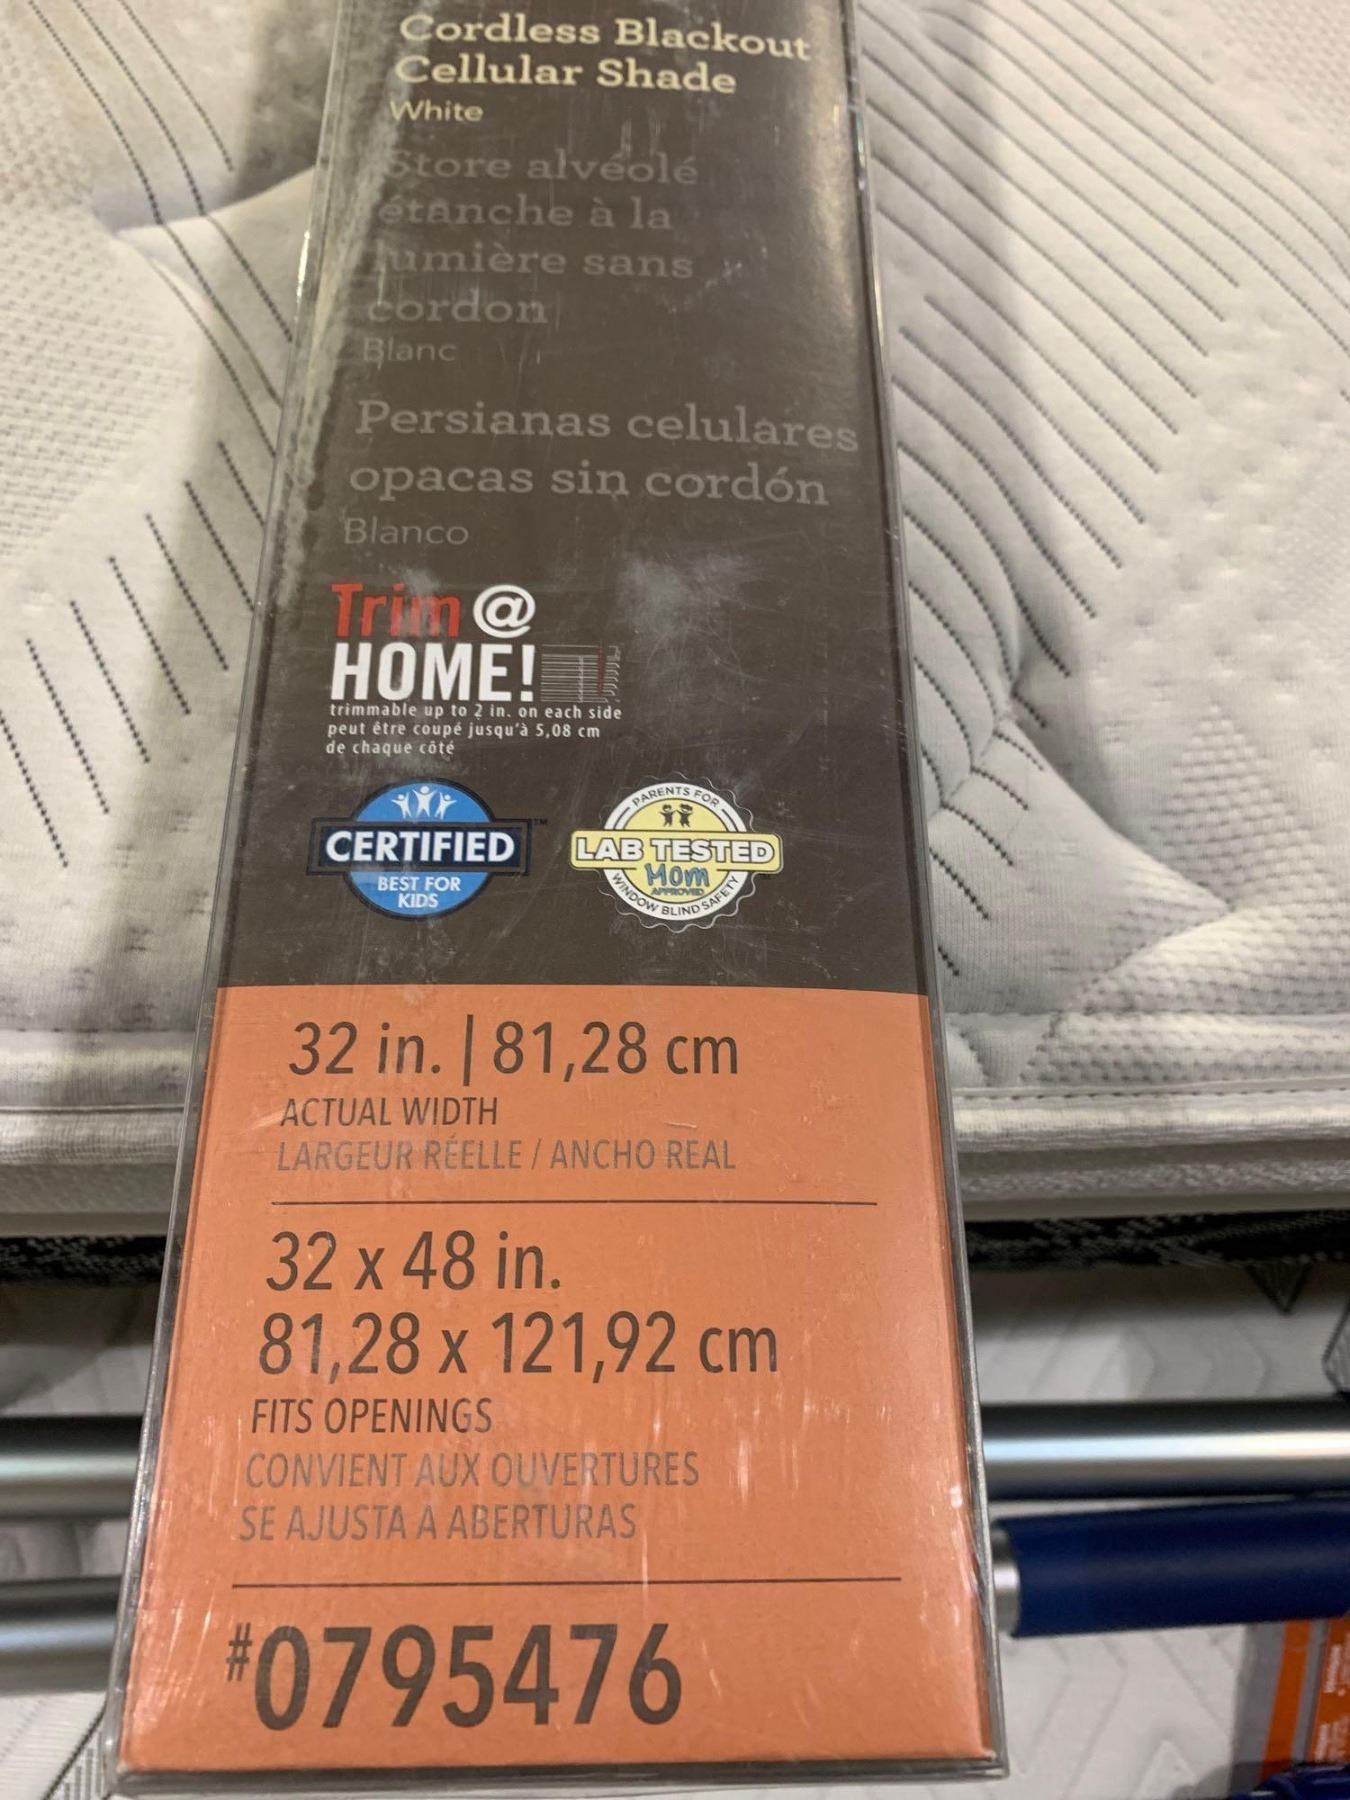 Cordless Blackout
Cellular Shade
White
Store alvéolé
étanche à la
lumière sans
cordon
Blanc
Persianas celulares
opacas sin cordón
Blanco
Trim @
HOME!
trimmable up to 2 in. on each side
peut être coupé jusqu'à 5,08 cm
de chaque côté
CERTIFIED™
BEST FOR
KIDS
PARENTS FOR
LAB TESTED
Mom
APPROVED
WINDOW BLIND SAFETY
32 in. | 81,28 cm
ACTUAL WIDTH
LARGEUR RÉELLE / ANCHO REAL
32 x 48 in.
81,28 x 121,92 cm
FITS OPENINGS
CONVIENT AUX OUVERTURES
SE AJUSTA A ABERTURAS
#0795476